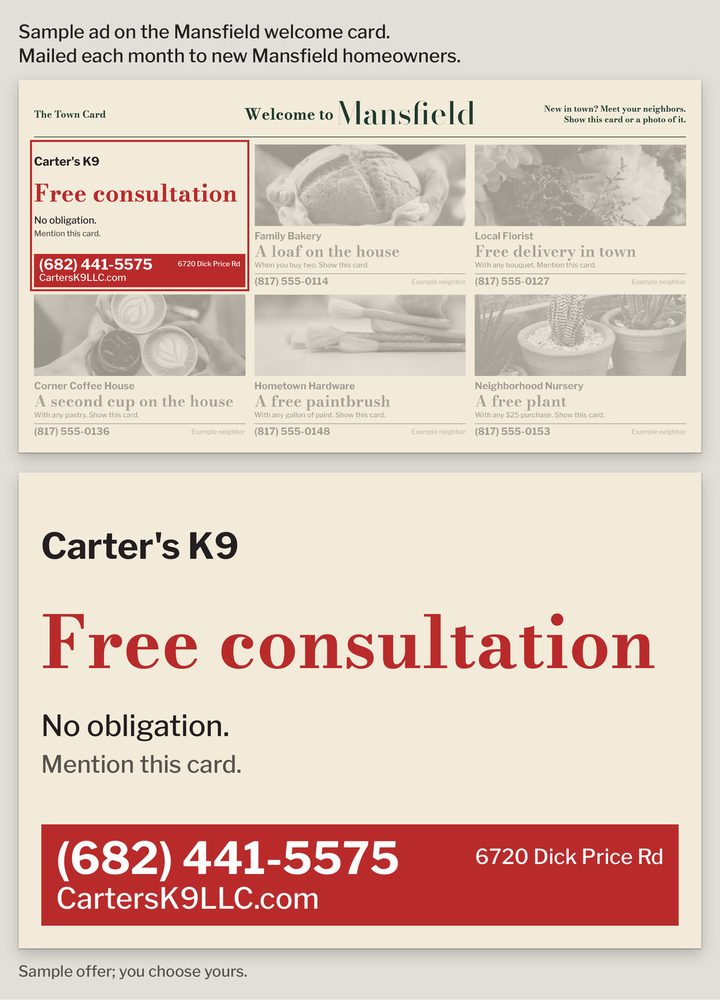 Sample ad on the Mansfield welcome card.
Mailed each month to new Mansfield homeowners.
The Town Card
Welcome to Mansfield
New in town? Meet your neighbors.
Show this card or a photo of it.
Carter's K9
Free consultation
No obligation.
Mention this card.
(682) 441-5575
6720 Dick Price Rd
CartersK9LLC.com
Family Bakery
A loaf on the house
When you buy two. Show this card.
(817) 555-0114
Example neighbor
Local Florist
Free delivery in town
With any bouquet. Mention this card.
(817) 555-0127
Example neighbor
Corner Coffee House
A second cup on the house
With any pastry. Show this card.
(817) 555-0136
Example neighbor
Hometown Hardware
A free paintbrush
With any gallon of paint. Show this card.
(817) 555-0148
Example neighbor
Neighborhood Nursery
A free plant
With any $25 purchase. Show this card.
(817) 555-0153
Example neighbor
Carter's K9
Free consultation
No obligation.
Mention this card.
(682) 441-5575
6720 Dick Price Rd
CartersK9LLC.com
Sample offer; you choose yours.